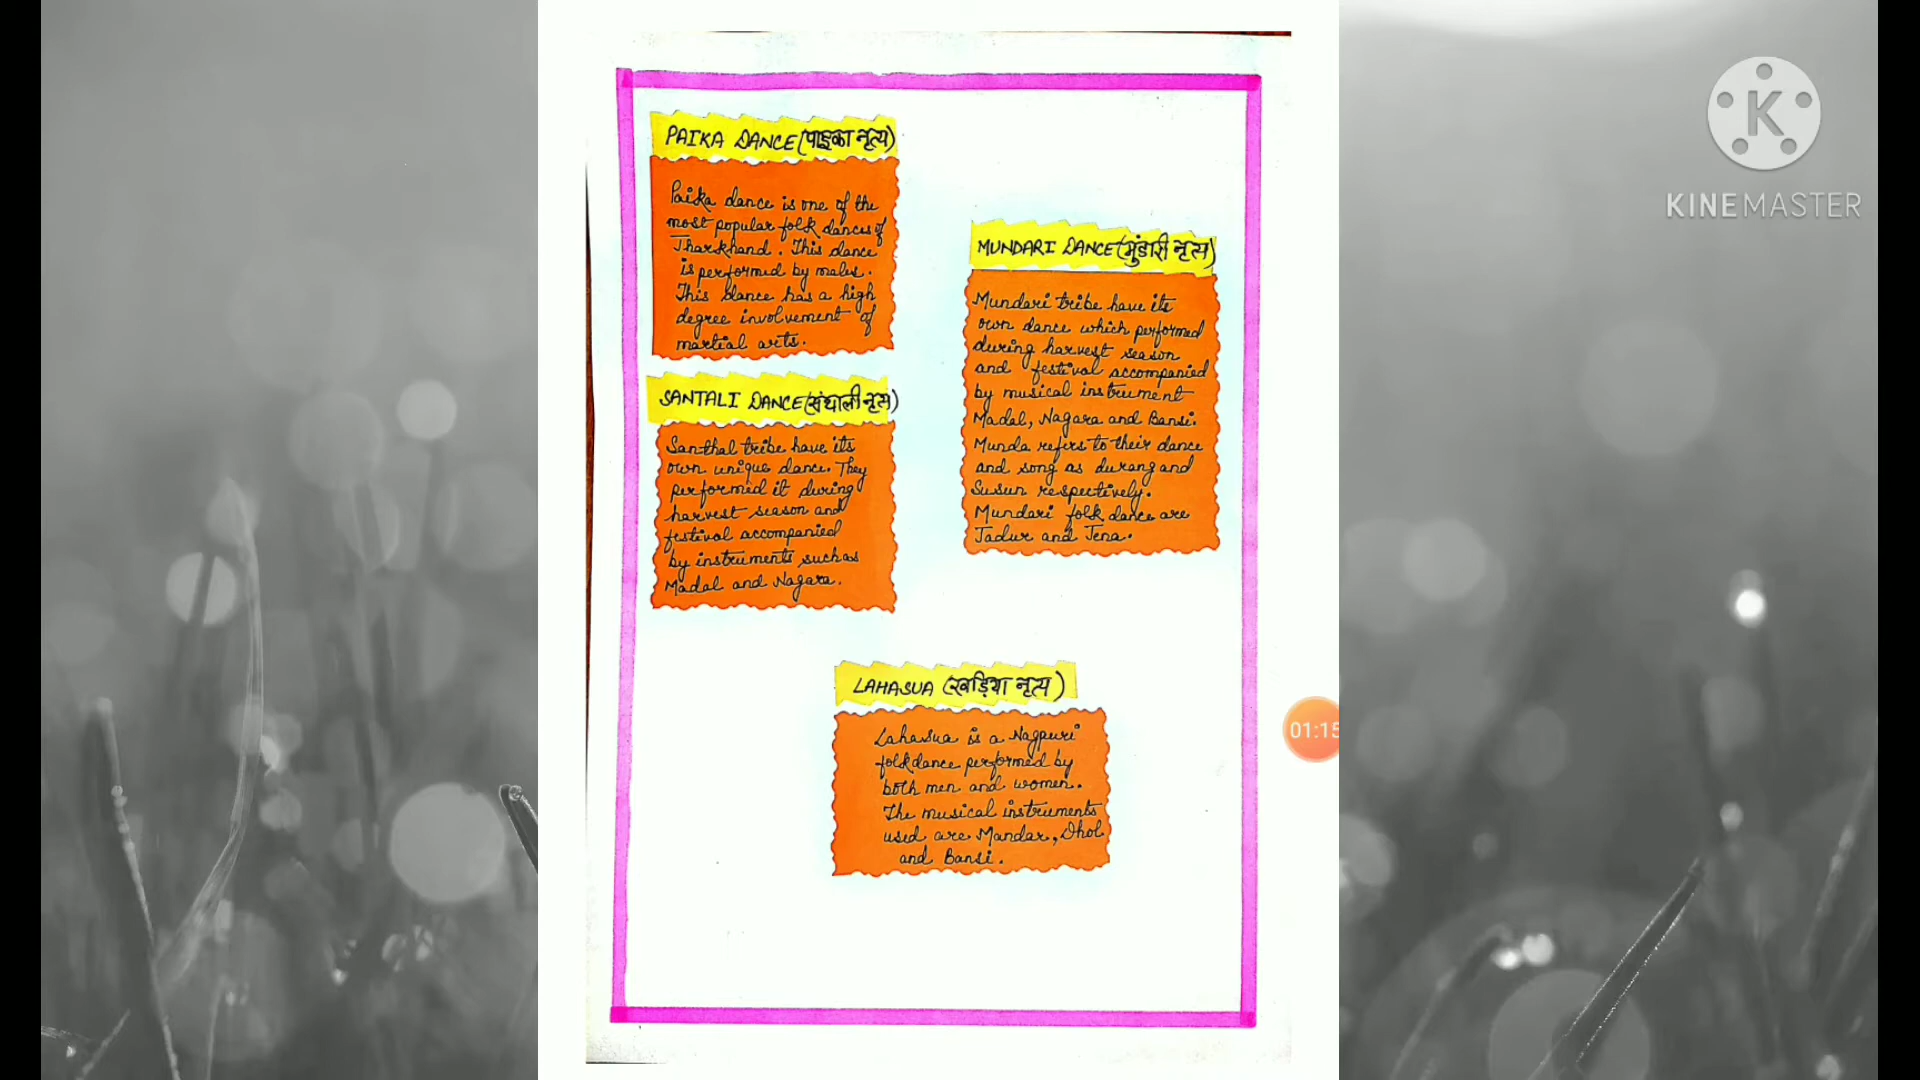 PAIKA DANCE (पाइका नृत्य)
Paika dance is one of the
most popular folk dances of
Jharkhand. This dance
is performed by males.
This dance has a high
degree involvement of
martial arts.
SANTALI DANCE (संथाली नृत्य)
Santhal tribe have its
own unique dance. They
performed it during
harvest season and
festival accompanied
by instruments such as
Madal and Nagara.
MUNDARI DANCE (मुंडारी नृत्य)
Mundari tribe have its
own dance which performed
during harvest season
and festival accompanied
by musical instrument
Madal, Nagara and Bansi.
Munda refers to their dance
and song as durang and
Susun respectively.
Mundari folk dance are
Jadur and Jena.
LAHASUA (खड़िया नृत्य)
Lahasua is a Nagpuri
folk dance performed by
both men and women.
The musical instruments
used are Mandar, Dhol
and Bansi.
KINEMASTER
01:15